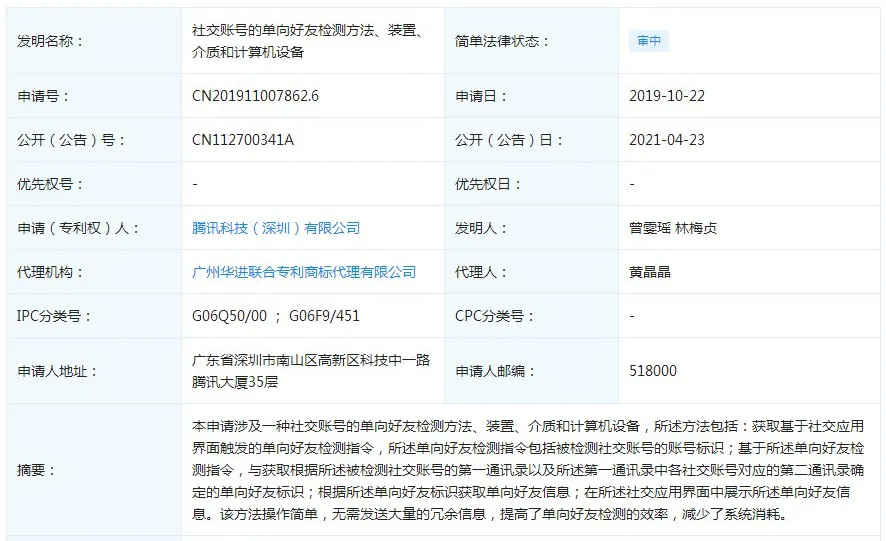 发明名称： 社交账号的单向好友检测方法、装置、 简单法律状态： 审中
介质和计算机设备
申请号： CN201911007862.6 申请日： 2019-10-22
公开（公告）号： CN112700341A 公开（公告）日： 2021-04-23
优先权号： - 优先权日： -
申请（专利权）人： 腾讯科技（深圳）有限公司 发明人： 曾雯瑶 林梅贞
代理机构： 广州华进联合专利商标代理有限公司 代理人： 黄晶晶
IPC分类号： G06Q50/00 ； G06F9/451 CPC分类号： -
申请人地址： 广东省深圳市南山区高新区科技中一路 申请人邮编： 518000
腾讯大厦35层
摘要：
本申请涉及一种社交账号的单向好友检测方法、装置、介质和计算机设备，所述方法包括：获取基于社交应用
界面触发的单向好友检测指令，所述单向好友检测指令包括被检测社交账号的账号标识；基于所述单向好友检
测指令，与获取根据所述被检测社交账号的第一通讯录以及所述第一通讯录中各社交账号对应的第二通讯录确
定的单向好友标识；根据所述单向好友标识获取单向好友信息；在所述社交应用界面中展示所述单向好友信
息。该方法操作简单，无需发送大量的冗余信息，提高了单向好友检测的效率，减少了系统消耗。